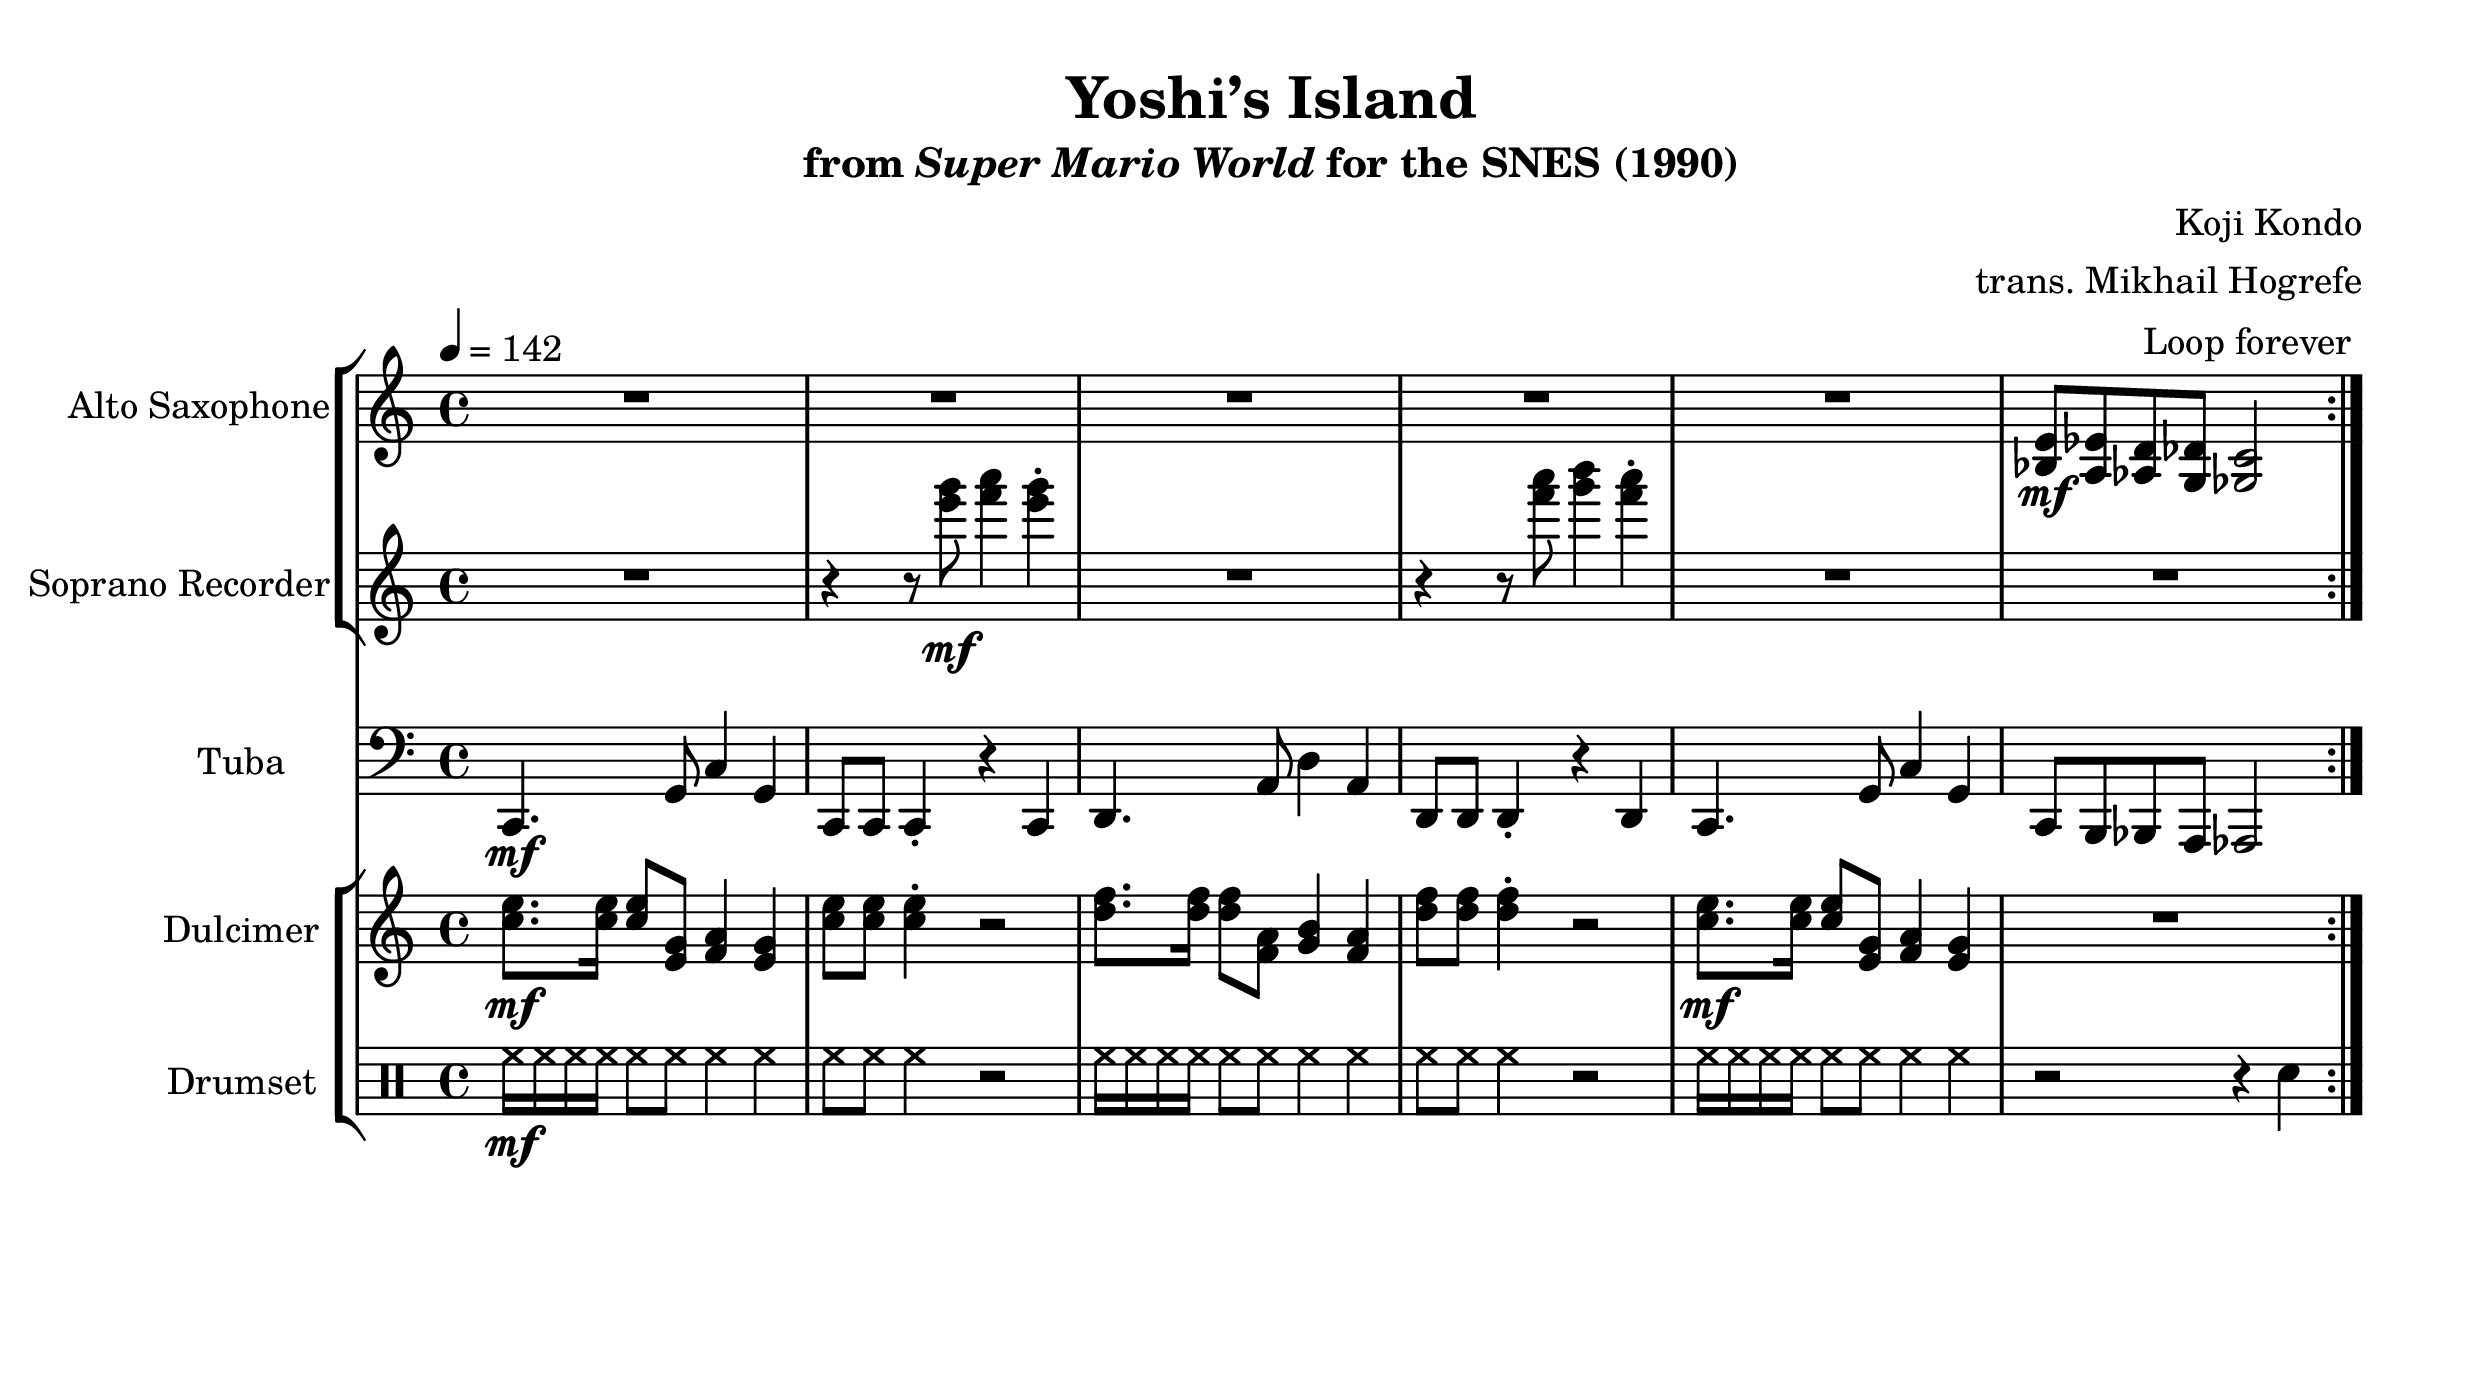 Yoshi’s Island
from Super Mario World for the SNES (1990)
Koji Kondo
trans. Mikhail Hogrefe
= 142
Loop forever
Alto Saxophone
mf
Soprano Recorder
mf
Tuba
mf
Dulcimer
mf
mf
Drumset
mf